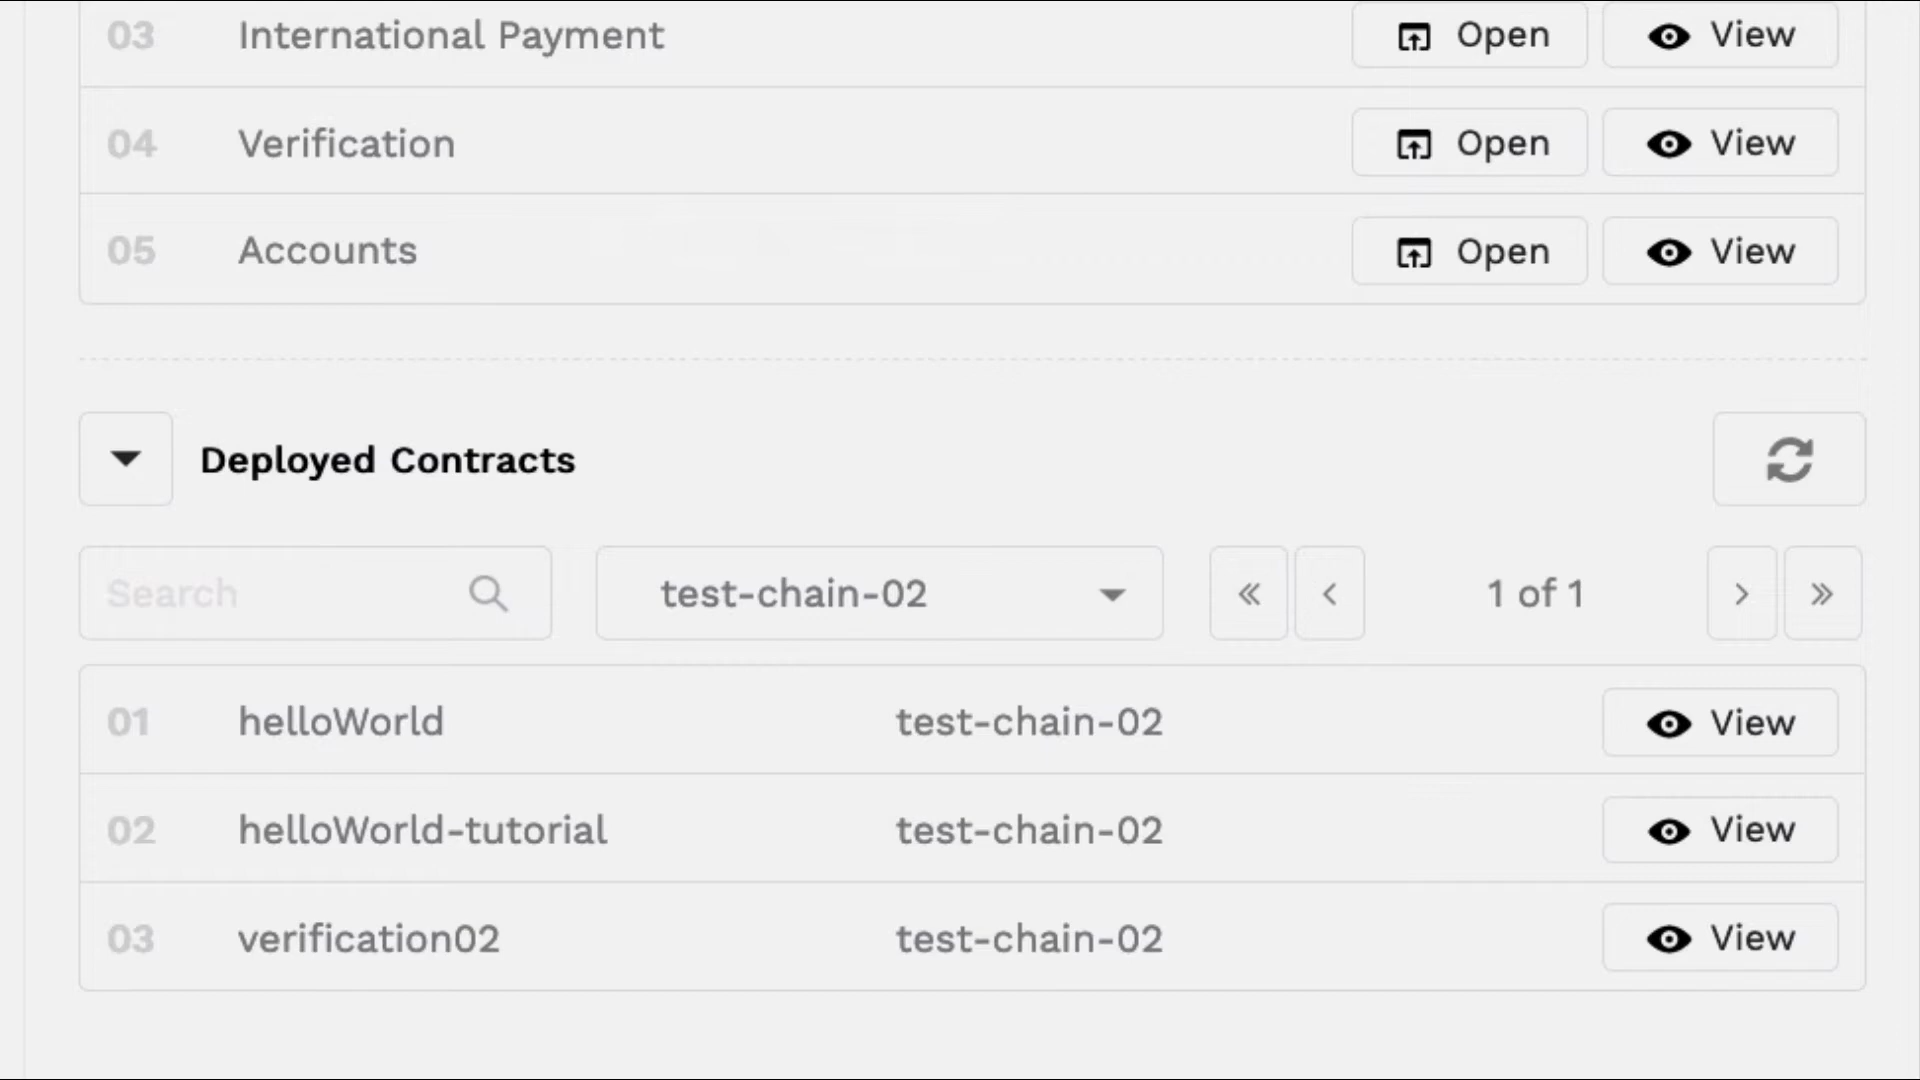 03 International Payment Open View
04 Verification Open View
05 Accounts Open View
Deployed Contracts
Search test-chain-02 « ‹ 1 of 1 › »
01 helloWorld test-chain-02 View
02 helloWorld-tutorial test-chain-02 View
03 verification02 test-chain-02 View